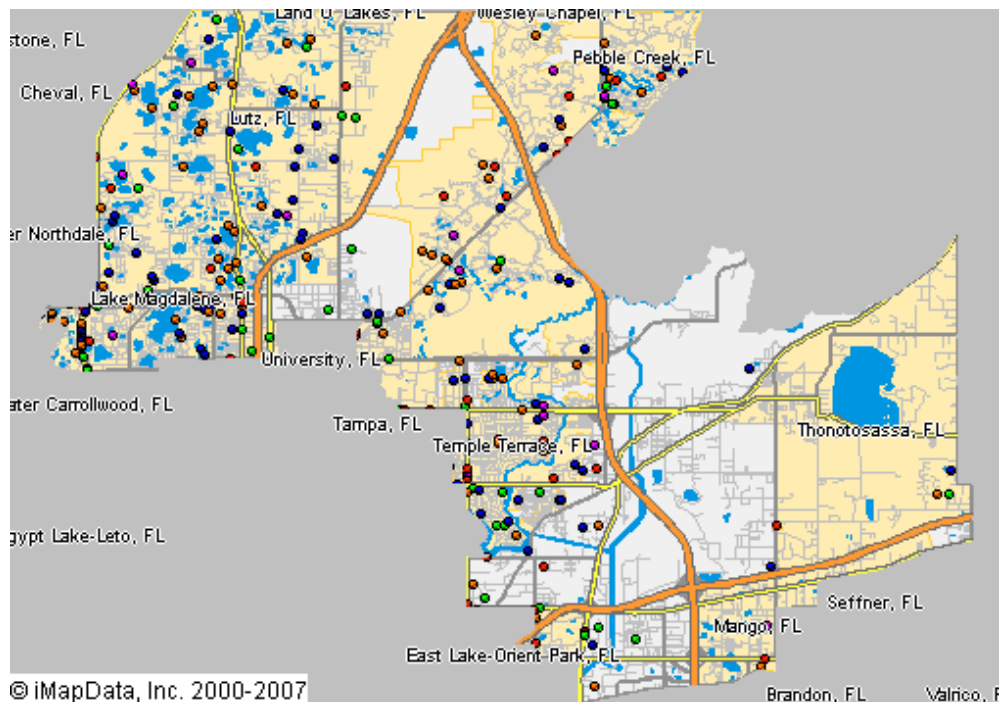 Land O' Lakes, FL
Wesley Chapel, FL
stone, FL
Pebble Creek, FL
Cheval, FL
Lutz, FL
er Northdale, FL
Lake Magdalene, FL
University, FL
ater Carrollwood, FL
Tampa, FL
Thonotosassa, FL
Temple Terrace, FL
gypt Lake-Leto, FL
Seffner, FL
Mango, FL
East Lake-Orient Park, FL
© iMapData, Inc. 2000-2007
Brandon, FL
Valrico, F